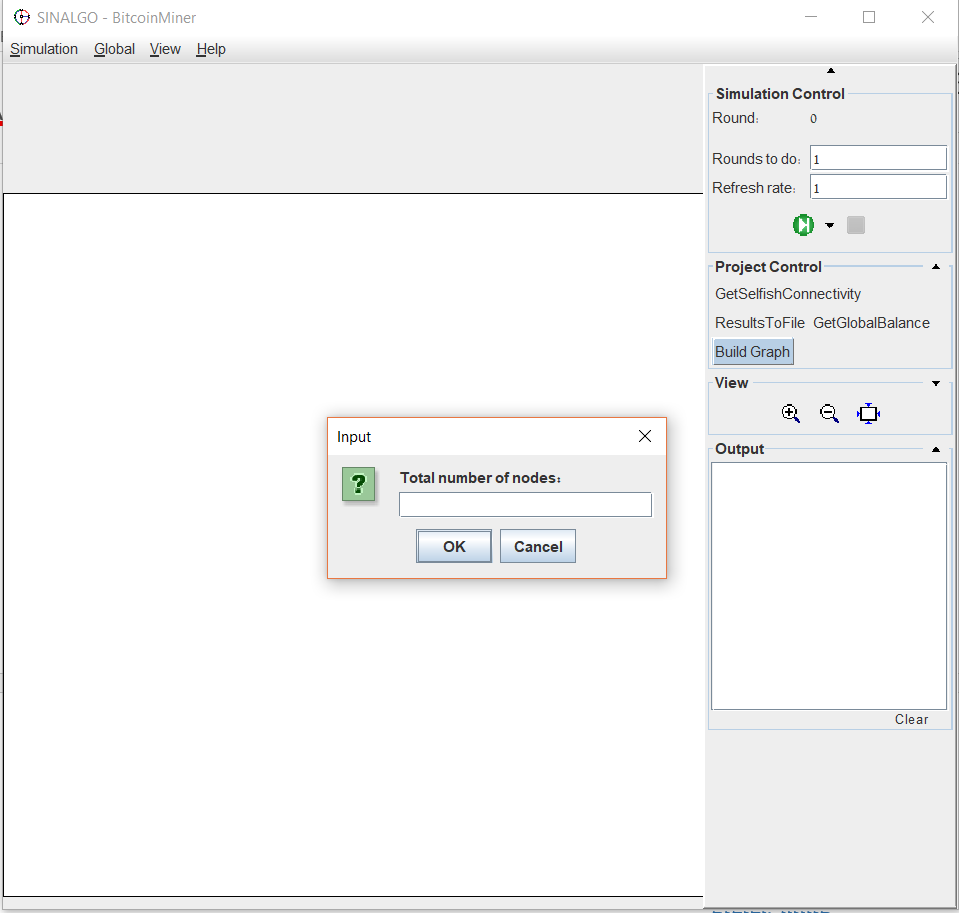 SINALGO - BitcoinMiner
Simulation Global View Help
Simulation Control
Round: 0
Rounds to do: 1
Refresh rate: 1
Project Control
GetSelfishConnectivity
ResultsToFile GetGlobalBalance
Build Graph
View
Input
Total number of nodes:
OK Cancel
Output
Clear